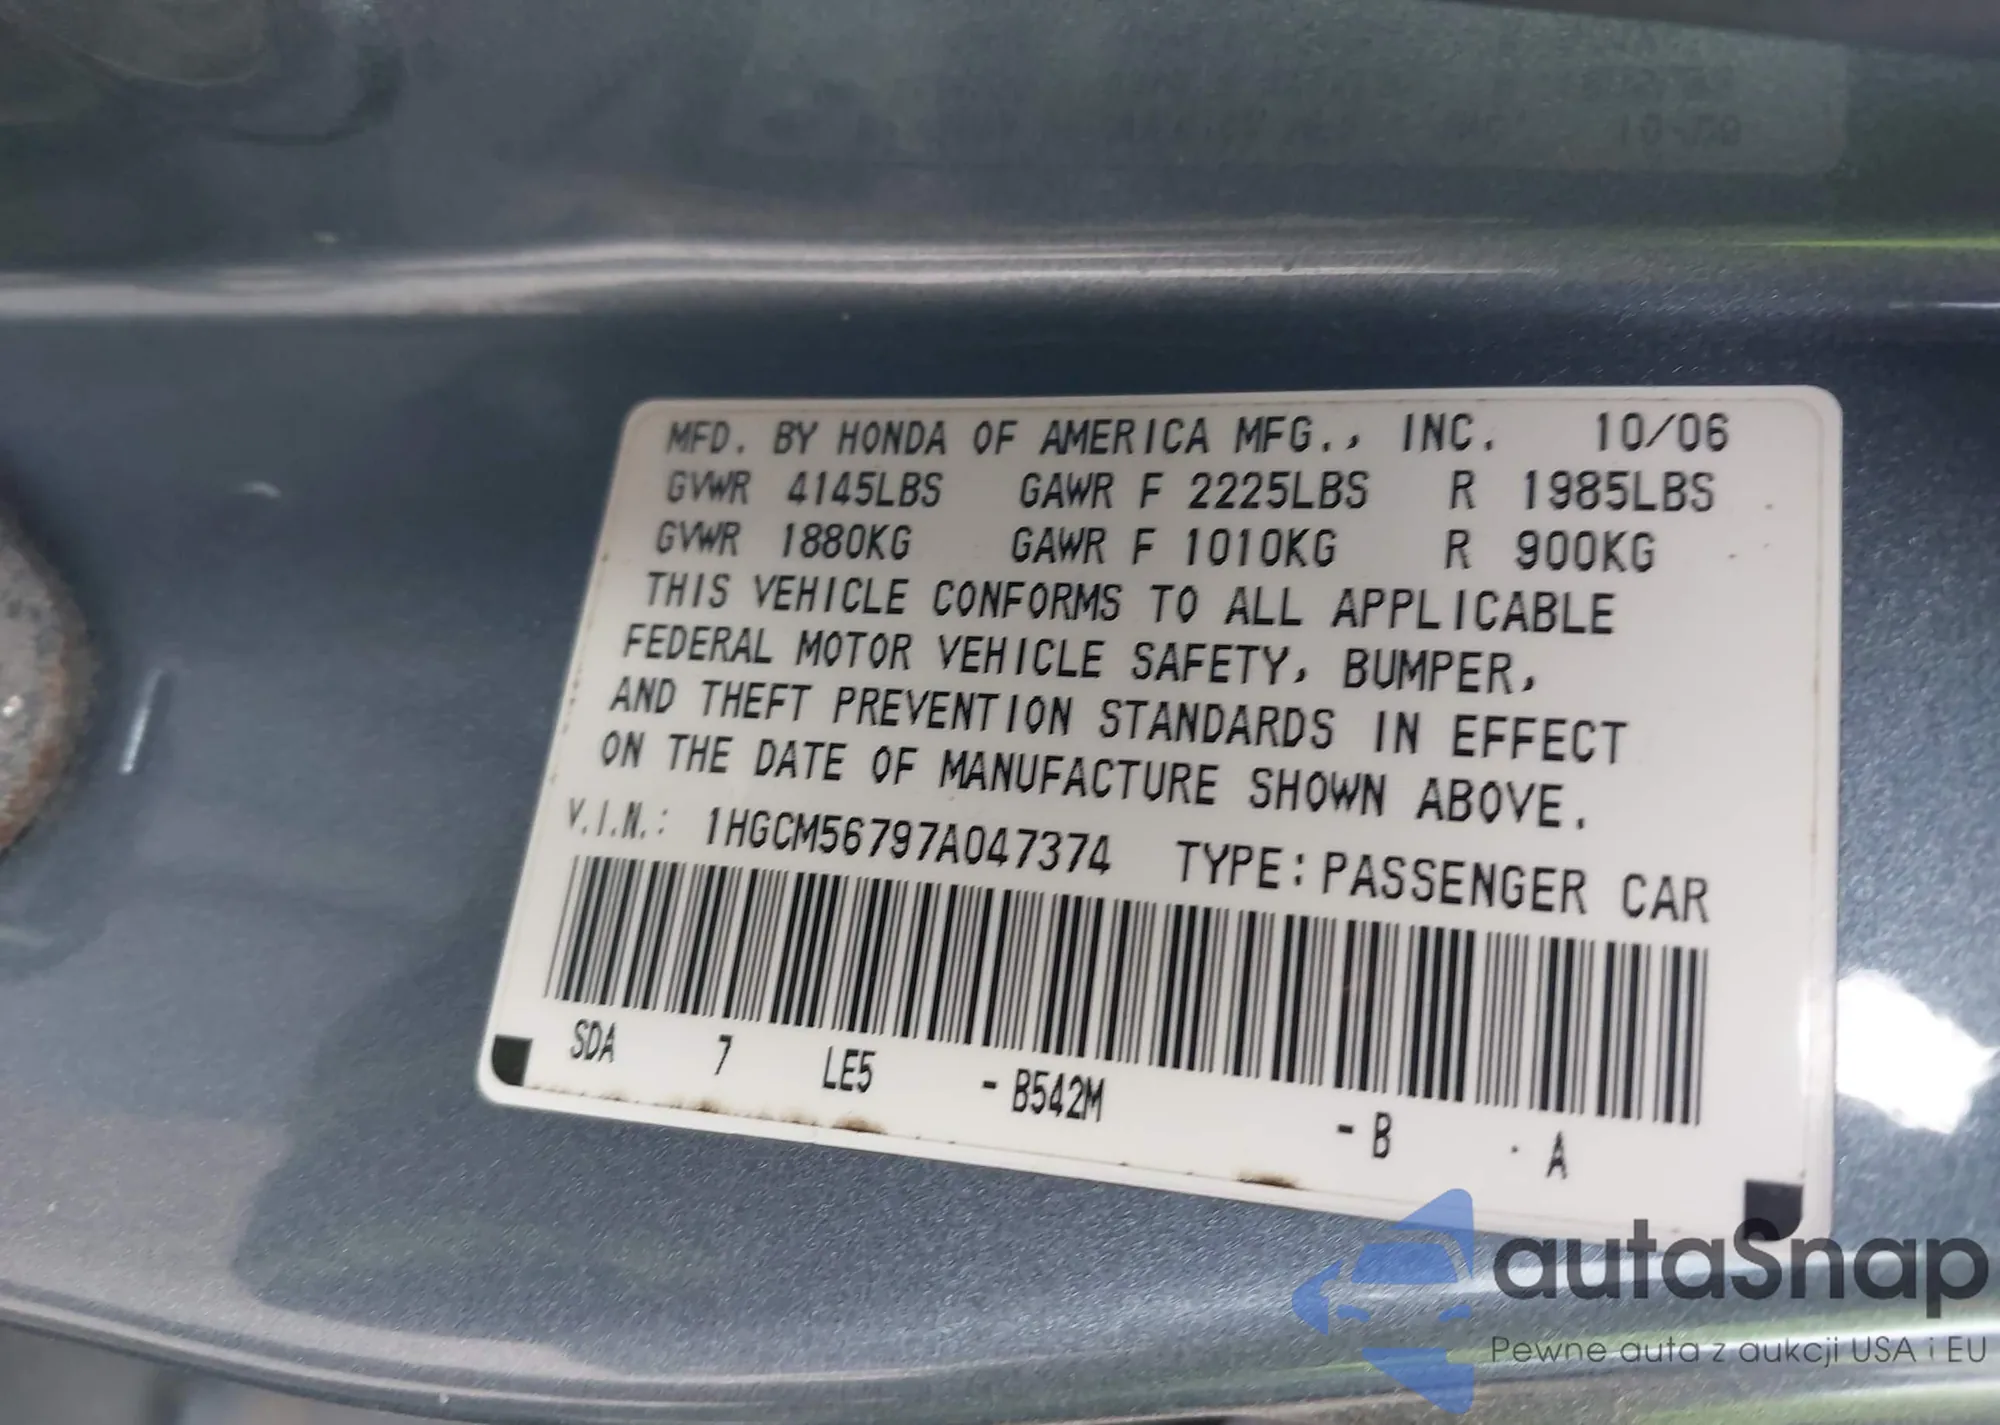 MFD. BY HONDA OF AMERICA MFG., INC. 10/06
GVWR 4145LBS GAWR F 2225LBS R 1985LBS
GVWR 1880KG GAWR F 1010KG R 900KG
THIS VEHICLE CONFORMS TO ALL APPLICABLE
FEDERAL MOTOR VEHICLE SAFETY, BUMPER,
AND THEFT PREVENTION STANDARDS IN EFFECT
ON THE DATE OF MANUFACTURE SHOWN ABOVE.
V.I.N.: 1HGCM56797A047374 TYPE: PASSENGER CAR
SDA 7 LE5 - B542M - B · A
autaSnap
Pewne auta z aukcji USA i EU